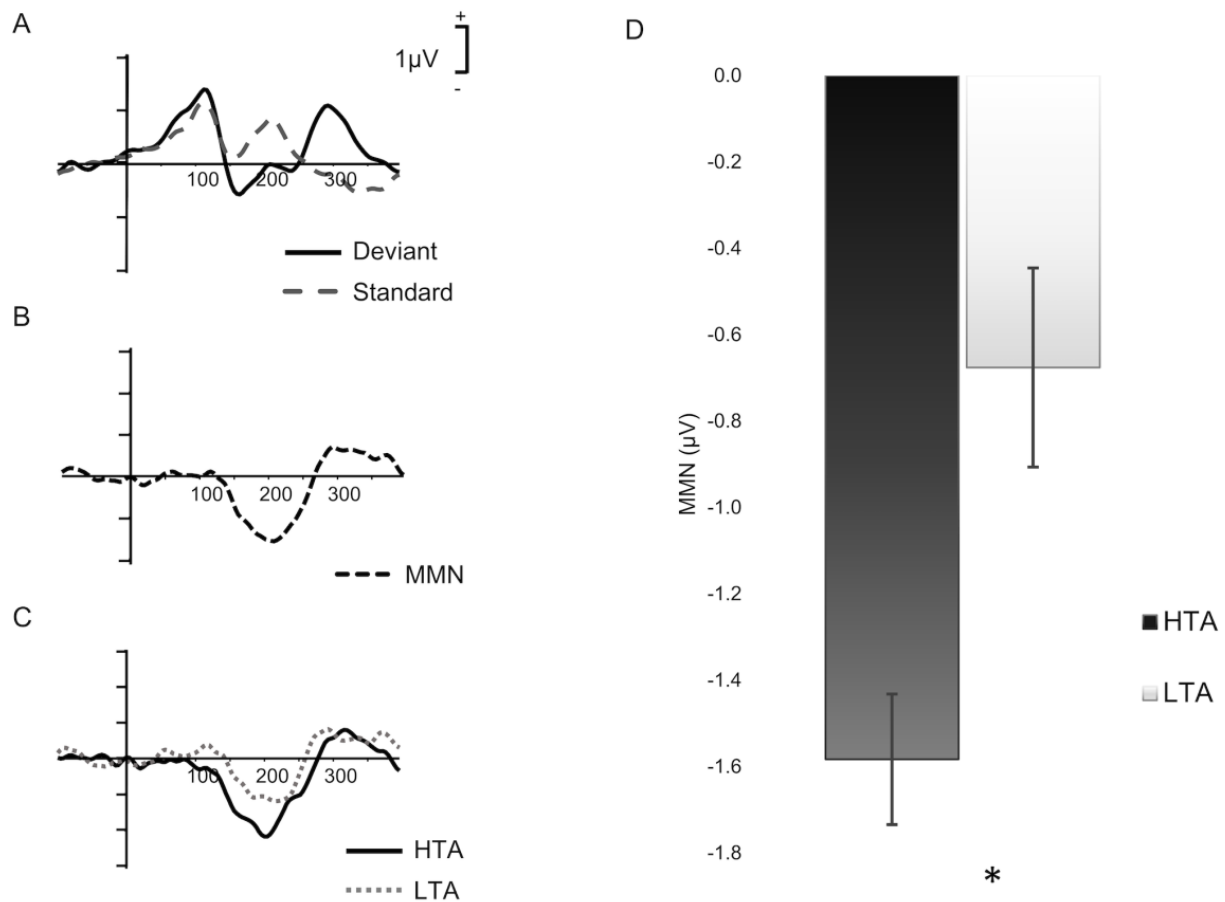 A
+
1μV
-
100 200 300
Deviant
Standard
B
100 200 300
MMN
C
100 200 300
HTA
LTA
D
0.0
-0.2
-0.4
-0.6
-0.8
-1.0
-1.2
-1.4
-1.6
-1.8
MMN (μV)
HTA
LTA
*